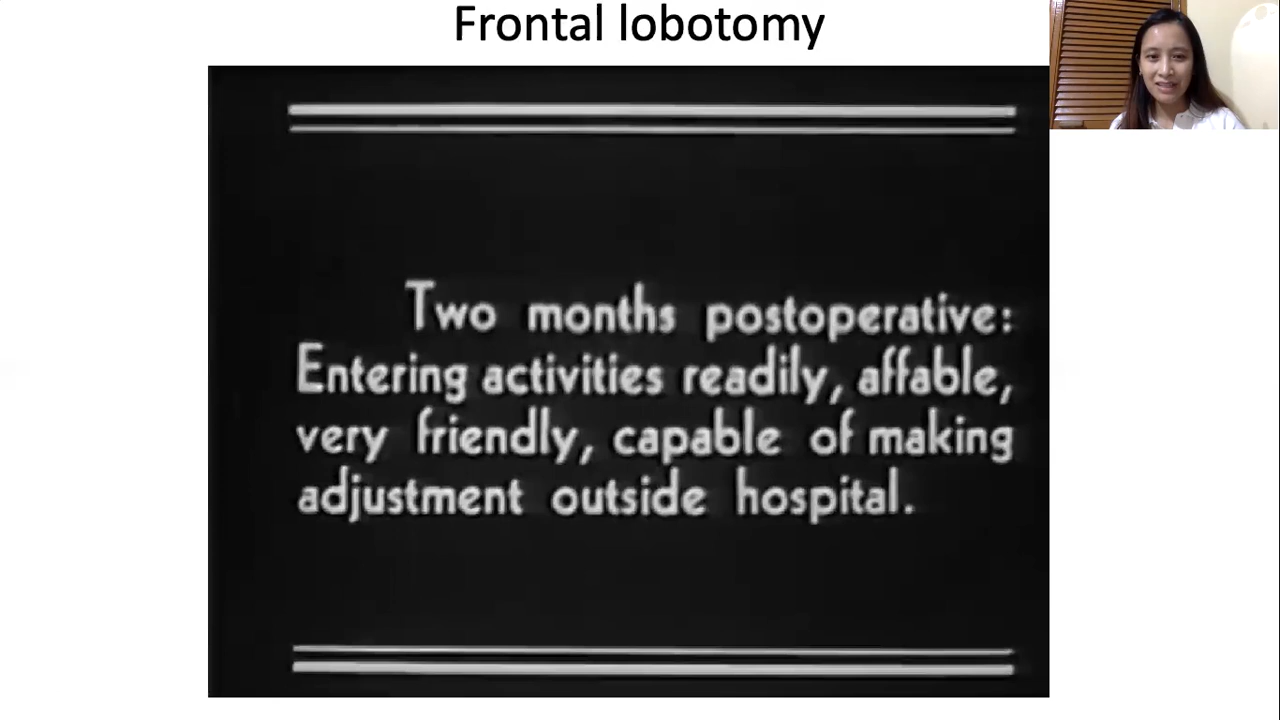 Frontal lobotomy
Two months postoperative:
Entering activities readily, affable,
very friendly, capable of making
adjustment outside hospital.